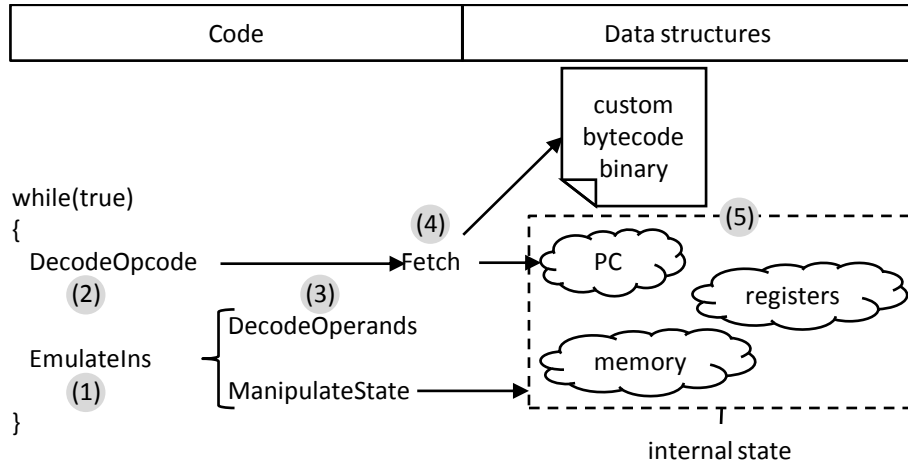 Code
Data structures
custom
bytecode
binary
while(true)
{
(4)
(5)
DecodeOpcode
Fetch
PC
(2)
(3)
registers
DecodeOperands
EmulateIns
memory
(1)
ManipulateState
}
internal state